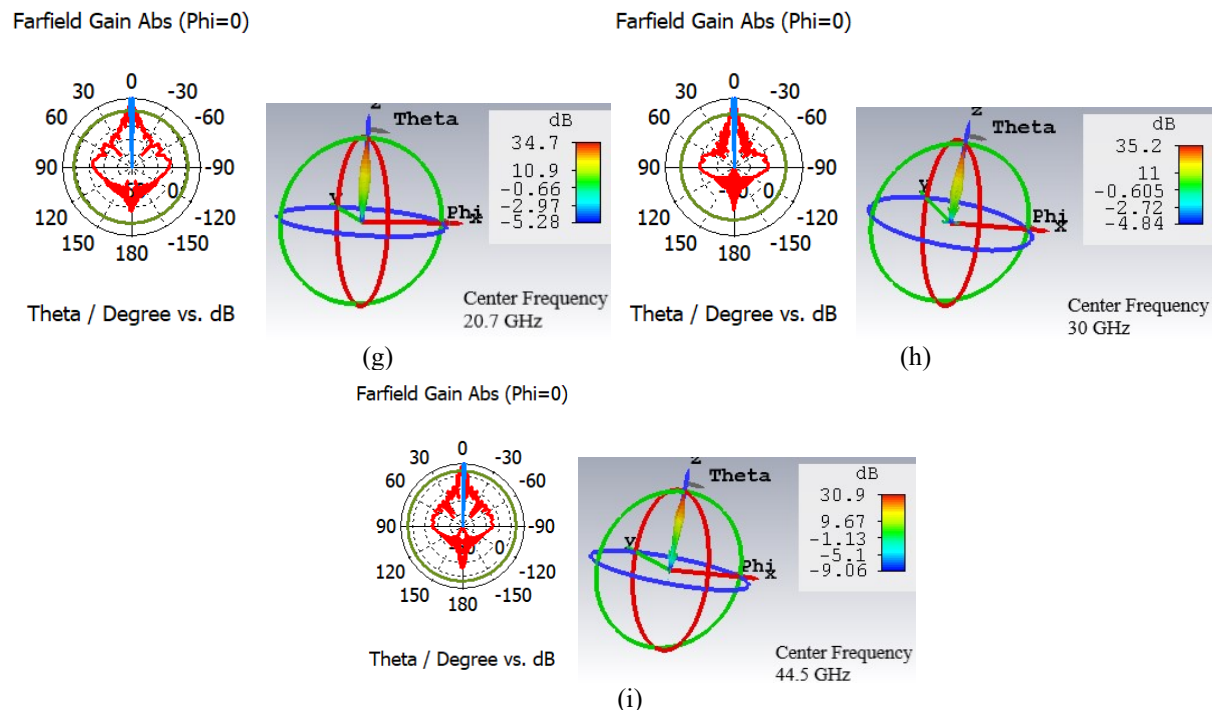 Farfield Gain Abs (Phi=0)
0
30 -30
60 -60
90 0 -90
120 -120
150 -150
180
Theta / Degree vs. dB
z
Theta
y
Phi
x
dB
34.7
10.9
-0.66
-2.97
-5.28
Center Frequency
20.7 GHz
(g)
Farfield Gain Abs (Phi=0)
0
30 -30
60 -60
90 0 -90
120 -120
150 -150
180
Theta / Degree vs. dB
Theta
y
Phi
x
dB
35.2
11
-0.605
-2.72
-4.84
Center Frequency
30 GHz
(h)
Farfield Gain Abs (Phi=0)
0
30 -30
60 -60
90 0 -90
120 -120
150 -150
180
Theta / Degree vs. dB
z
Theta
y
Phi
x
dB
30.9
9.67
-1.13
-5.1
-9.06
Center Frequency
44.5 GHz
(i)